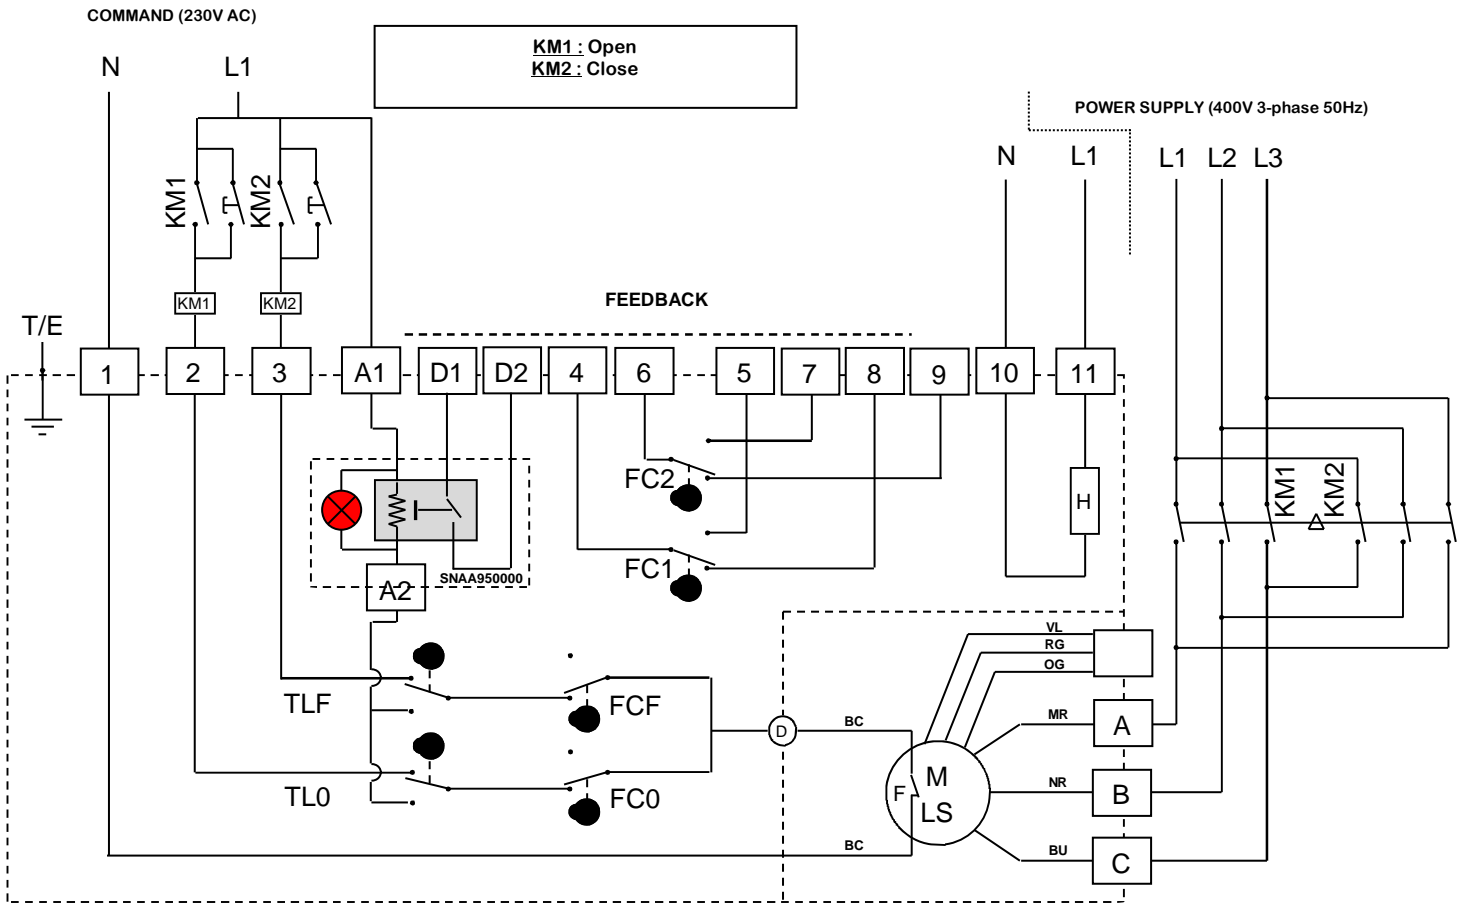 COMMAND (230V AC)
KM1 : Open
KM2 : Close
N
L1
POWER SUPPLY (400V 3-phase 50Hz)
N
L1
L1
L2
L3
KM1
KM2
KM1
KM2
FEEDBACK
T/E
1
2
3
A1
D1
D2
4
6
5
7
8
9
10
11
FC2
H
KM1
KM2
FC1
SNAA950000
A2
VL
RG
OG
TLF
FCF
MR
A
D
BC
M
F
LS
NR
B
TL0
FC0
BC
BU
C